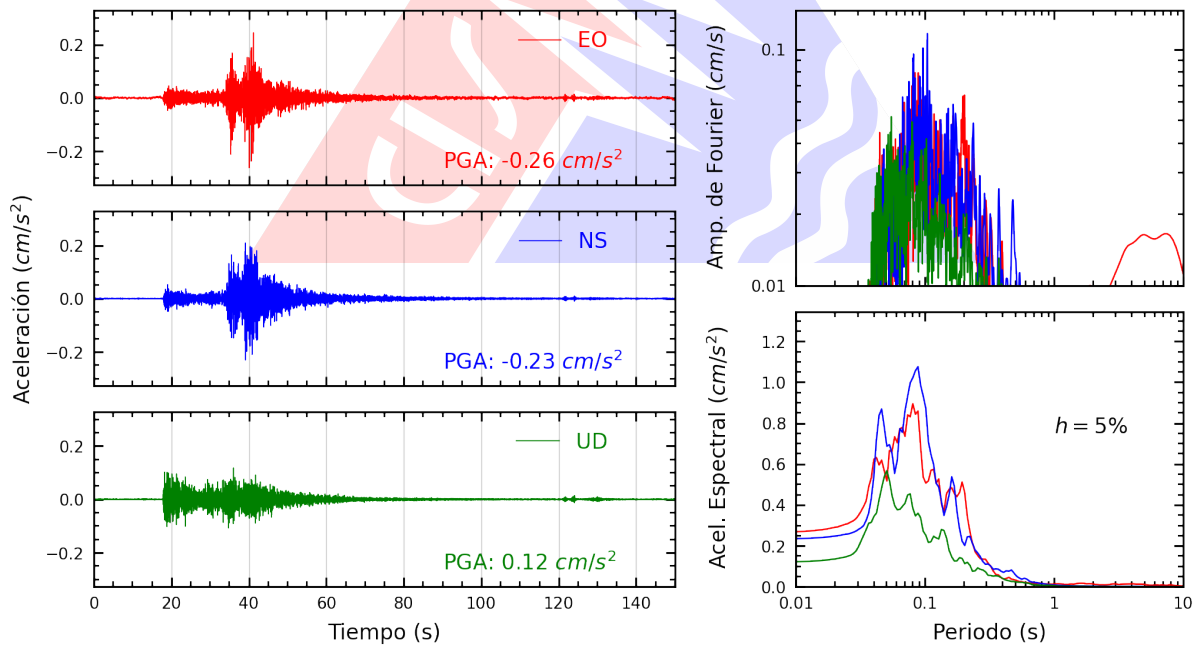 Aceleración (cm/s²)
0.2
0.0
−0.2
EO
PGA: -0.26 cm/s²
0.2
0.0
−0.2
NS
PGA: -0.23 cm/s²
0.2
0.0
−0.2
UD
PGA: 0.12 cm/s²
0 20 40 60 80 100 120 140
Tiempo (s)
Amp. de Fourier (cm/s)
0.1
0.01
Acel. Espectral (cm/s²)
1.2
1.0
0.8
0.6
0.4
0.2
0.0
h = 5%
0.01 0.1 1 10
Periodo (s)
CIS